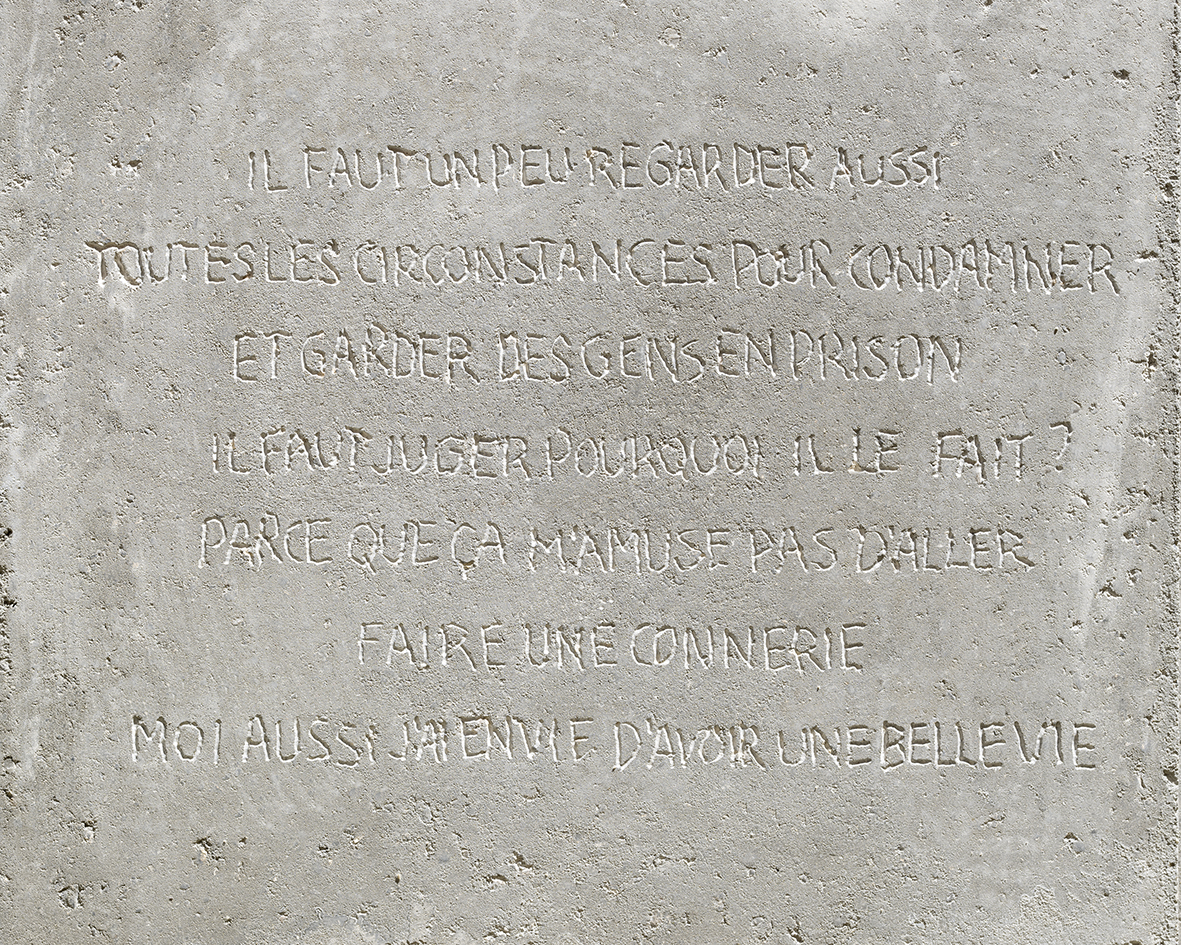 IL FAUT UN PEU REGARDER AUSSI
TOUTES LES CIRCONSTANCES POUR CONDAMNER
ET GARDER DES GENS EN PRISON
IL FAUT JUGER POURQUOI IL LE FAIT ?
PARCE QUE ÇA M'AMUSE PAS D'ALLER
FAIRE UNE CONNERIE
MOI AUSSI J'AI ENVIE D'AVOIR UNE BELLE VIE